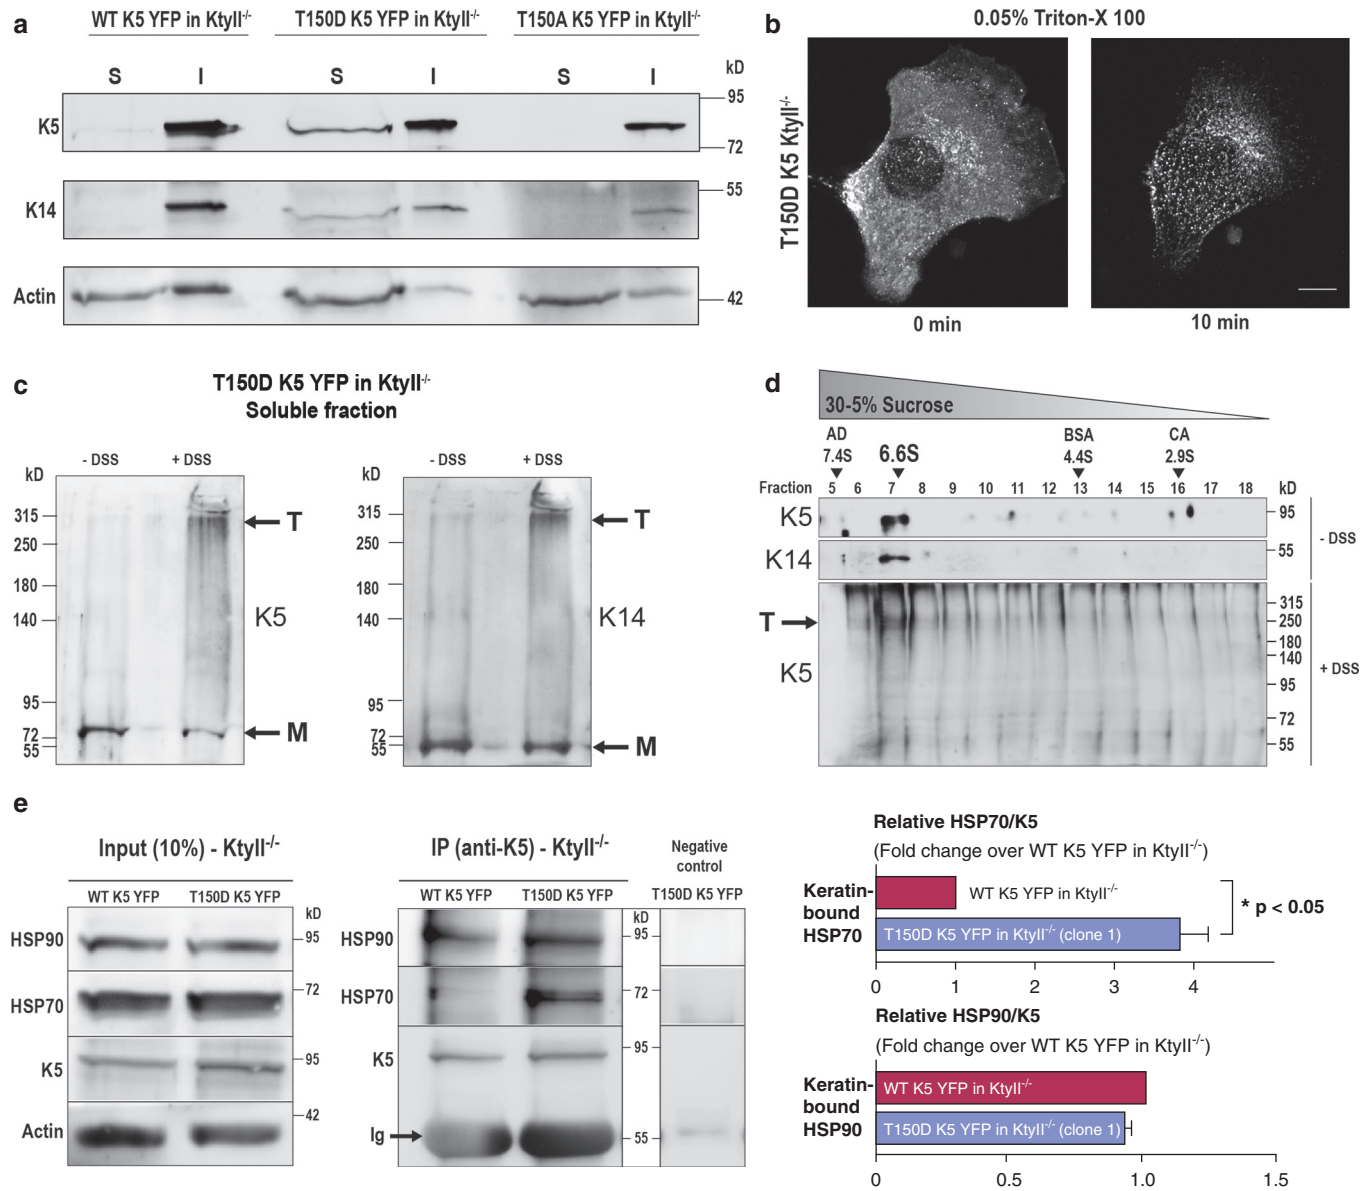 a
WT K5 YFP in KtyII-/- T150D K5 YFP in KtyII-/- T150A K5 YFP in KtyII-/-
S I S I S I kD
K5 95
72
K14 55
Actin 42
b
0.05% Triton-X 100
T150D K5 KtyII-/-
0 min 10 min
c
T150D K5 YFP in KtyII-/-
Soluble fraction
kD - DSS + DSS
315 T
250
180
140 K5
95
72 M
55
kD - DSS + DSS
315 T
250
180
140 K14
95
72
55 M
d
30-5% Sucrose
AD BSA CA
7.4S 6.6S 4.4S 2.9S
Fraction 5 6 7 8 9 10 11 12 13 14 15 16 17 18 kD
K5 95
K14 55
- DSS
315
T 250
180
140
K5 95
72
55
+ DSS
e
Input (10%) - KtyII-/-
WT K5 YFP T150D K5 YFP
kD
HSP90 95
HSP70 72
K5 95
Actin 42
IP (anti-K5) - KtyII-/- Negative
control
WT K5 YFP T150D K5 YFP T150D K5 YFP
kD
HSP90 95
HSP70 72
K5 95
Ig 55
Relative HSP70/K5
(Fold change over WT K5 YFP in KtyII-/-)
Keratin-
bound
HSP70
WT K5 YFP in KtyII-/-
T150D K5 YFP in KtyII-/- (clone 1)
* p < 0.05
0 1 2 3 4
Relative HSP90/K5
(Fold change over WT K5 YFP in KtyII-/-)
Keratin-
bound
HSP90
WT K5 YFP in KtyII-/-
T150D K5 YFP in KtyII-/- (clone 1)
0 0.5 1.0 1.5